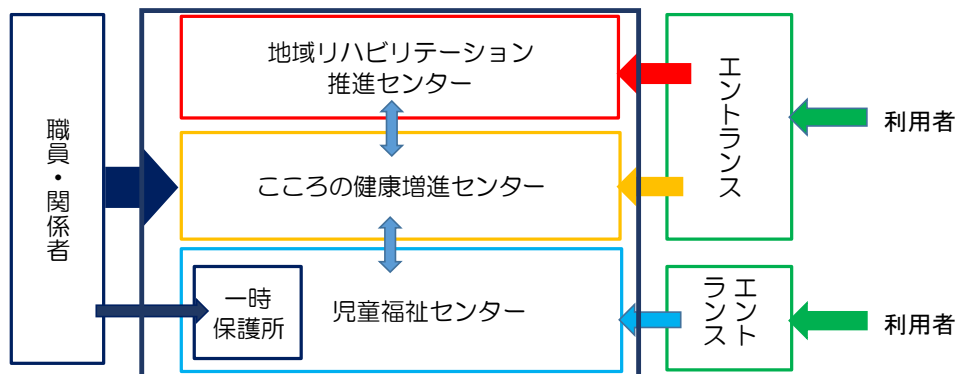 職員・関係者
地域リハビリテーション
推進センター
こころの健康増進センター
一時
保護所
児童福祉センター
エントランス
利用者
エント
ランス
利用者